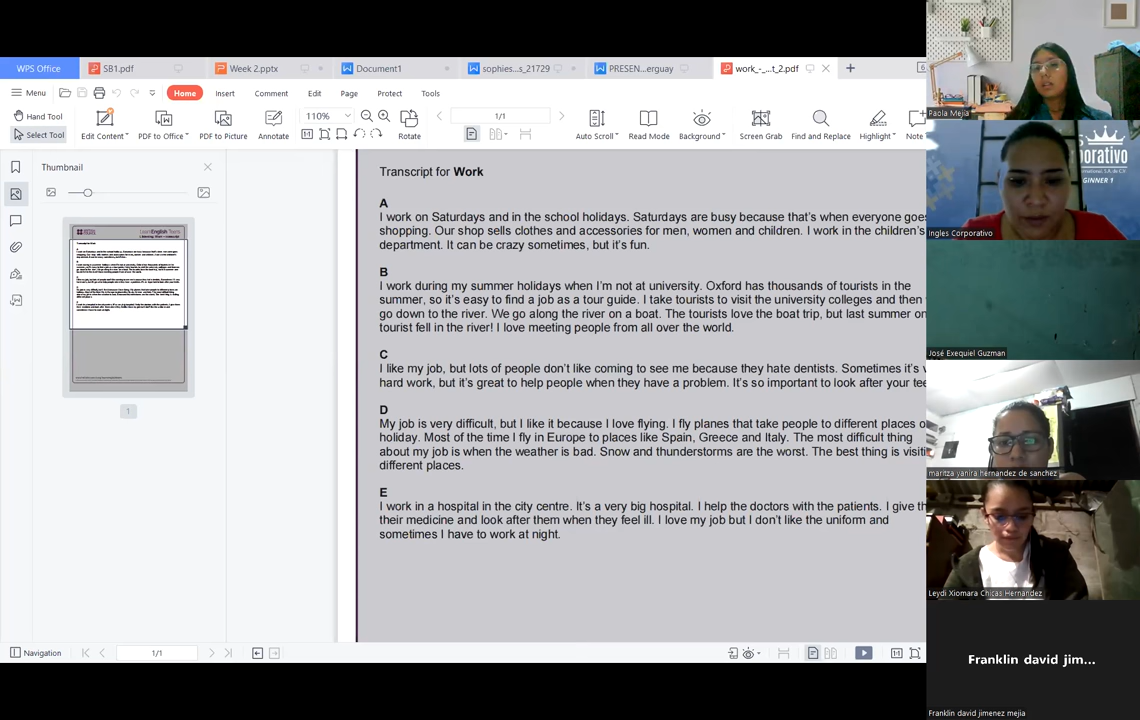 WPS Office
SB1.pdf
Week 2.pptx
Document1
sophies...s_21729
PRESEN...erguay
work_-_...t_2.pdf
Menu
Home
Insert
Comment
Edit
Page
Protect
Tools
Hand Tool
Select Tool
Edit Content
PDF to Office
PDF to Picture
Annotate
110%
Rotate
1/1
Auto Scroll
Read Mode
Background
Screen Grab
Find and Replace
Highlight
Note
Thumbnail
1
Transcript for Work
A
I work on Saturdays and in the school holidays. Saturdays are busy because that's when everyone goes
shopping. Our shop sells clothes and accessories for men, women and children. I work in the children's
department. It can be crazy sometimes, but it's fun.
B
I work during my summer holidays when I'm not at university. Oxford has thousands of tourists in the
summer, so it's easy to find a job as a tour guide. I take tourists to visit the university colleges and then
go down to the river. We go along the river on a boat. The tourists love the boat trip, but last summer on
tourist fell in the river! I love meeting people from all over the world.
C
I like my job, but lots of people don't like coming to see me because they hate dentists. Sometimes it's v
hard work, but it's great to help people when they have a problem. It's so important to look after your tee
D
My job is very difficult, but I like it because I love flying. I fly planes that take people to different places o
holiday. Most of the time I fly in Europe to places like Spain, Greece and Italy. The most difficult thing
about my job is when the weather is bad. Snow and thunderstorms are the worst. The best thing is visiti
different places.
E
I work in a hospital in the city centre. It's a very big hospital. I help the doctors with the patients. I give th
their medicine and look after them when they feel ill. I love my job but I don't like the uniform and
sometimes I have to work at night.
Navigation
1/1
Paola Mejía
orativo
GINNER 1
Ingles Corporativo
José Exequiel Guzman
maritza yanira hernandez de sanchez
Leydi Xiomara Chicas Hernández
Franklin david jim...
Franklin david jimenez mejia